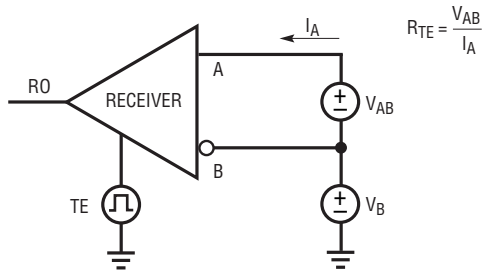 I_A
R_TE = V_AB / I_A
A
RO
RECEIVER
+
–
V_AB
B
TE
+
–
V_B